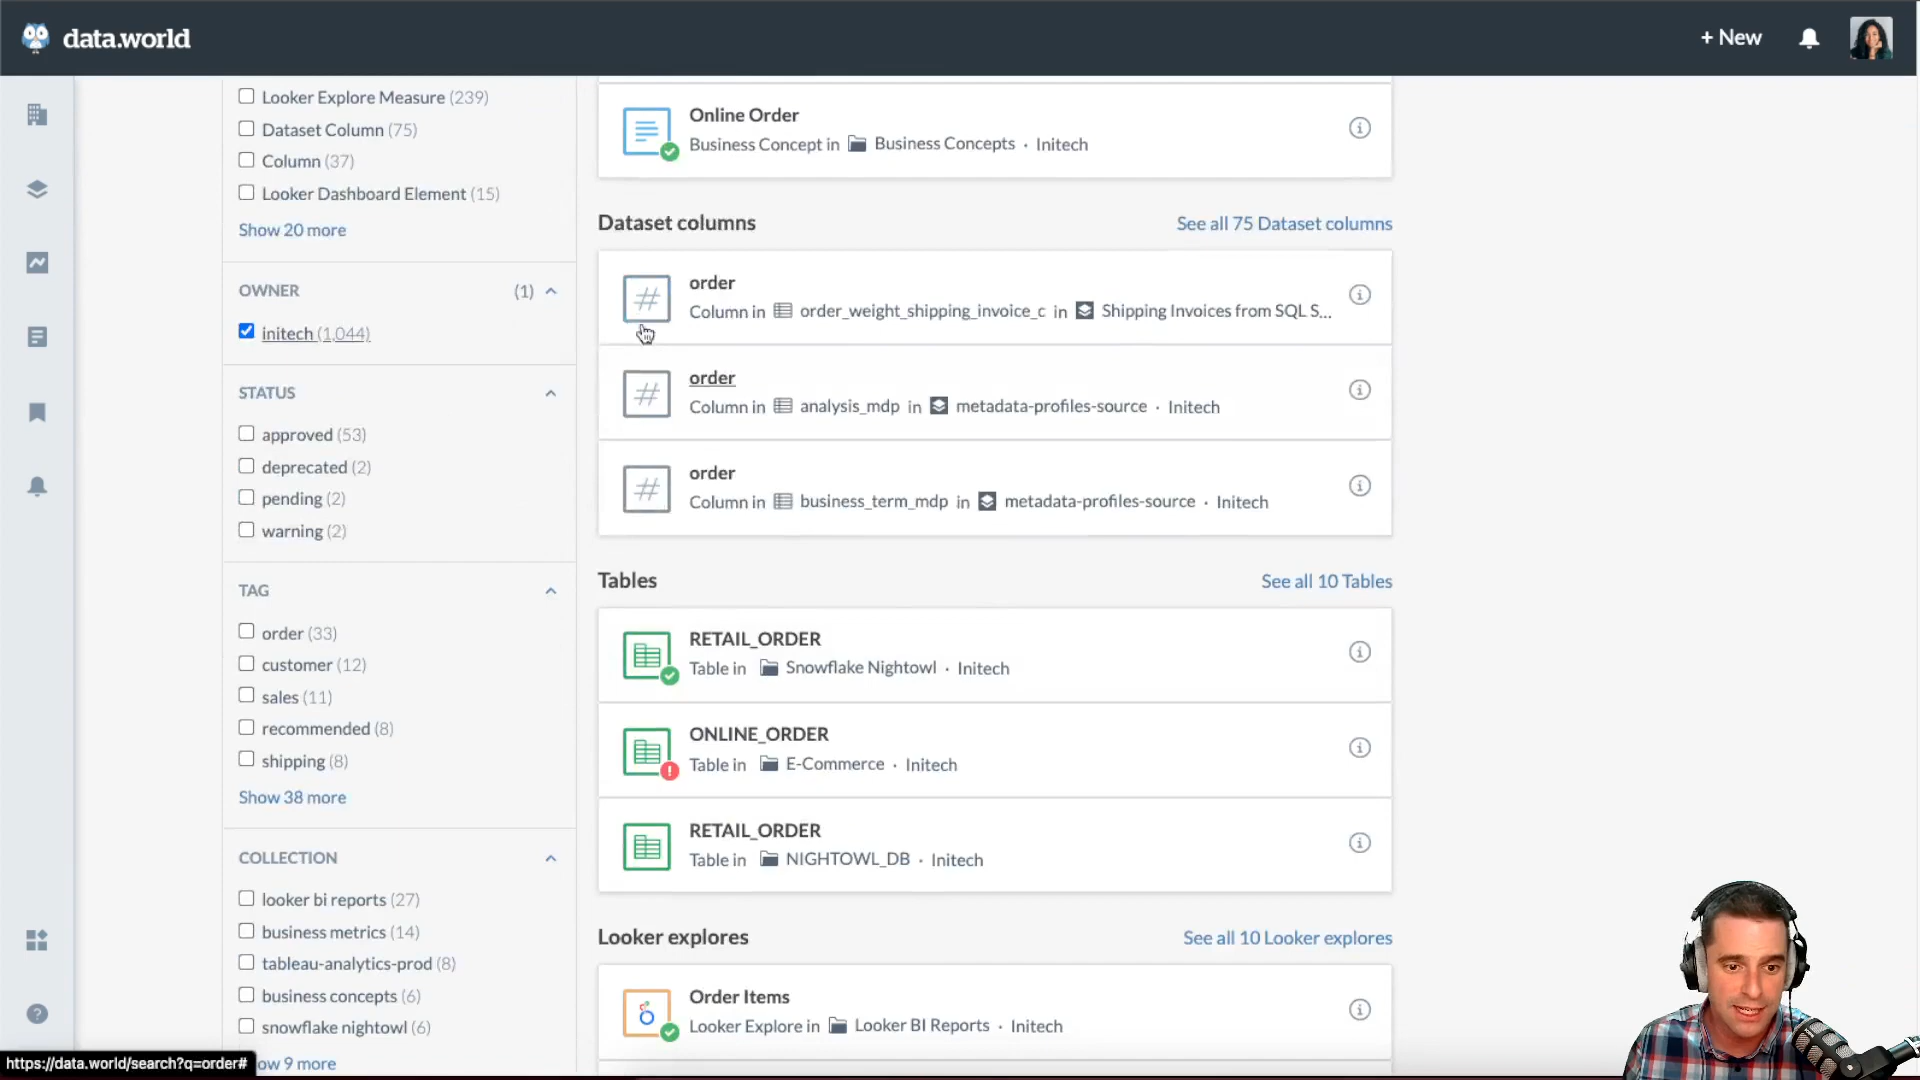 data.world
+ New
Looker Explore Measure (239)
Dataset Column (75)
Column (37)
Looker Dashboard Element (15)
Show 20 more
OWNER (1)
initech (1,044)
STATUS
approved (53)
deprecated (2)
pending (2)
warning (2)
TAG
order (33)
customer (12)
sales (11)
recommended (8)
shipping (8)
Show 38 more
COLLECTION
looker bi reports (27)
business metrics (14)
tableau-analytics-prod (8)
business concepts (6)
snowflake nightowl (6)
ow 9 more
Online Order
Business Concept in Business Concepts · Initech
Dataset columns See all 75 Dataset columns
order
Column in order_weight_shipping_invoice_c in Shipping Invoices from SQL S...
order
Column in analysis_mdp in metadata-profiles-source · Initech
order
Column in business_term_mdp in metadata-profiles-source · Initech
Tables See all 10 Tables
RETAIL_ORDER
Table in Snowflake Nightowl · Initech
ONLINE_ORDER
Table in E-Commerce · Initech
RETAIL_ORDER
Table in NIGHTOWL_DB · Initech
Looker explores See all 10 Looker explores
Order Items
Looker Explore in Looker BI Reports · Initech
https://data.world/search?q=order#